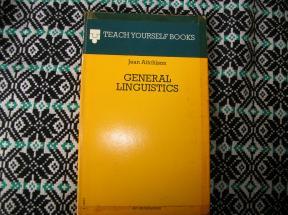 TEACH YOURSELF BOOKS
Jean Aitchison
GENERAL
LINGUISTICS